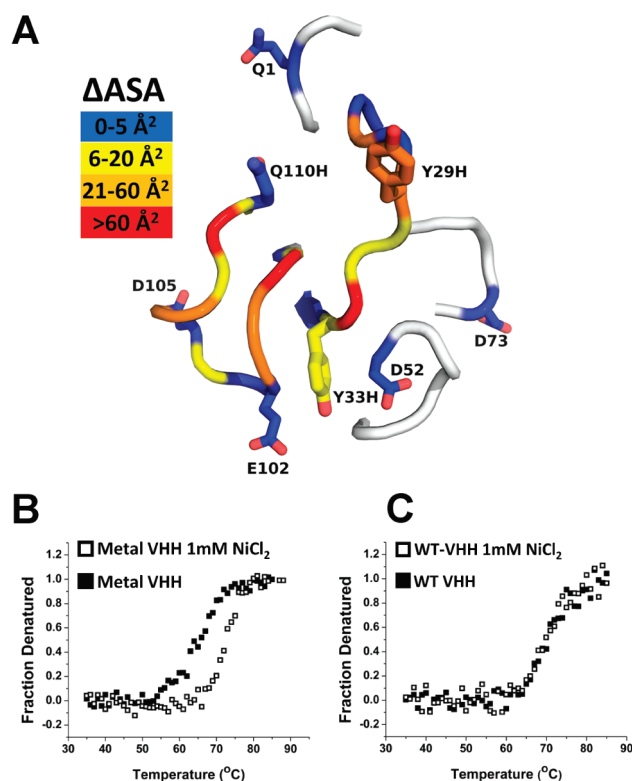 A
ΔASA
0-5 Å²
6-20 Å²
21-60 Å²
>60 Å²
Q1
Q110H
Y29H
D105
D73
D52
Y33H
E102
B
Metal VHH 1mM NiCl₂
Metal VHH
Fraction Denatured
1.0
0.8
0.6
0.4
0.2
0.0
-0.2
30 40 50 60 70 80 90
Temperature (°C)
C
WT-VHH 1mM NiCl₂
WT VHH
Fraction Denatured
1.0
0.8
0.6
0.4
0.2
0.0
-0.2
30 40 50 60 70 80 90
Temperature (°C)